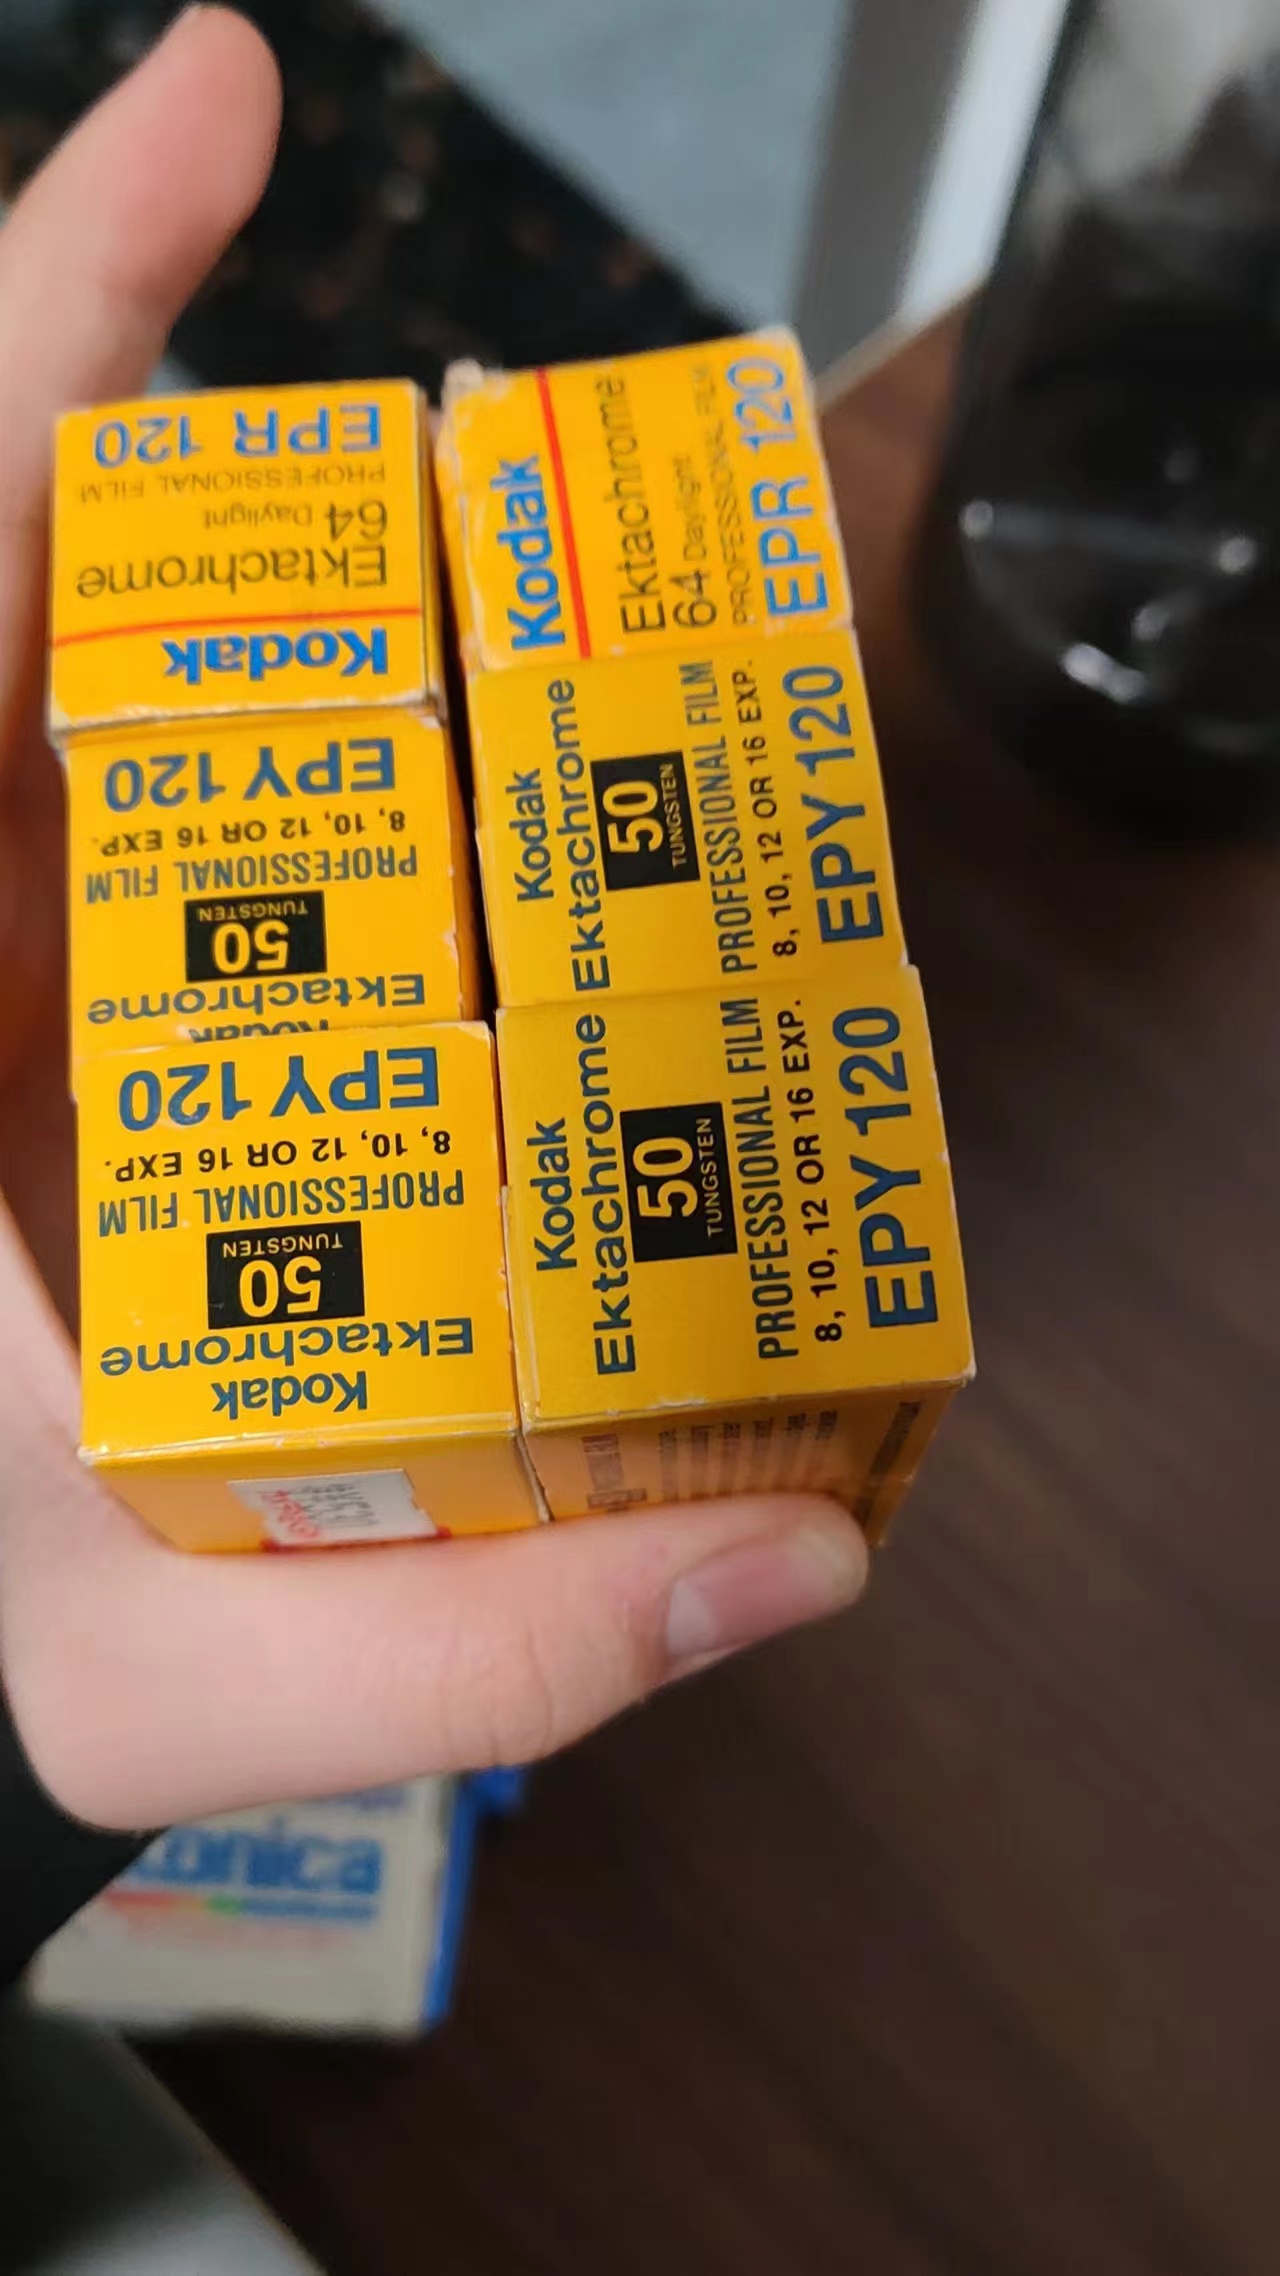 Kodak
Ektachrome
64 Daylight
PROFESSIONAL FILM
EPR 120
Kodak
Ektachrome
50
TUNGSTEN
PROFESSIONAL FILM
8, 10, 12 OR 16 EXP.
EPY 120
Kodak
Ektachrome
50
TUNGSTEN
PROFESSIONAL FILM
8, 10, 12 OR 16 EXP.
EPY 120
Kodak
Ektachrome
64 Daylight
PROFESSIONAL FILM
EPR 120
Kodak
Ektachrome
50
TUNGSTEN
PROFESSIONAL FILM
8, 10, 12 OR 16 EXP.
EPY 120
Kodak
Ektachrome
50
TUNGSTEN
PROFESSIONAL FILM
8, 10, 12 OR 16 EXP.
EPY 120